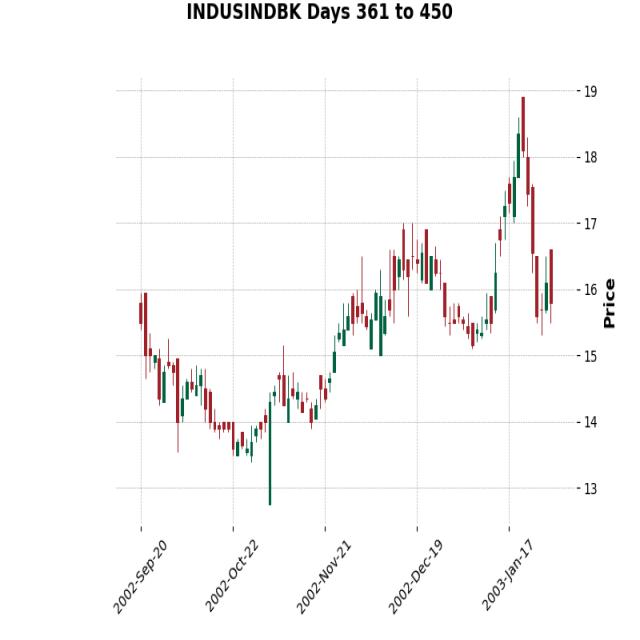 INDUSINDBK Days 361 to 450
19
18
17
16
15
14
13
Price
2002-Sep-20
2002-Oct-22
2002-Nov-21
2002-Dec-19
2003-Jan-17